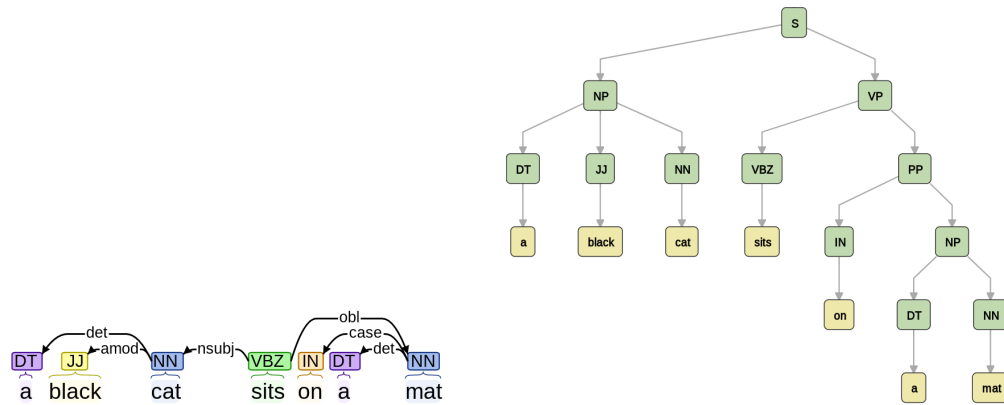 S
NP VP
DT JJ NN VBZ PP
a black cat sits IN NP
on DT NN
a mat
obl
det case
amod nsubj det
DT JJ NN VBZ IN DT NN
a black cat sits on a mat